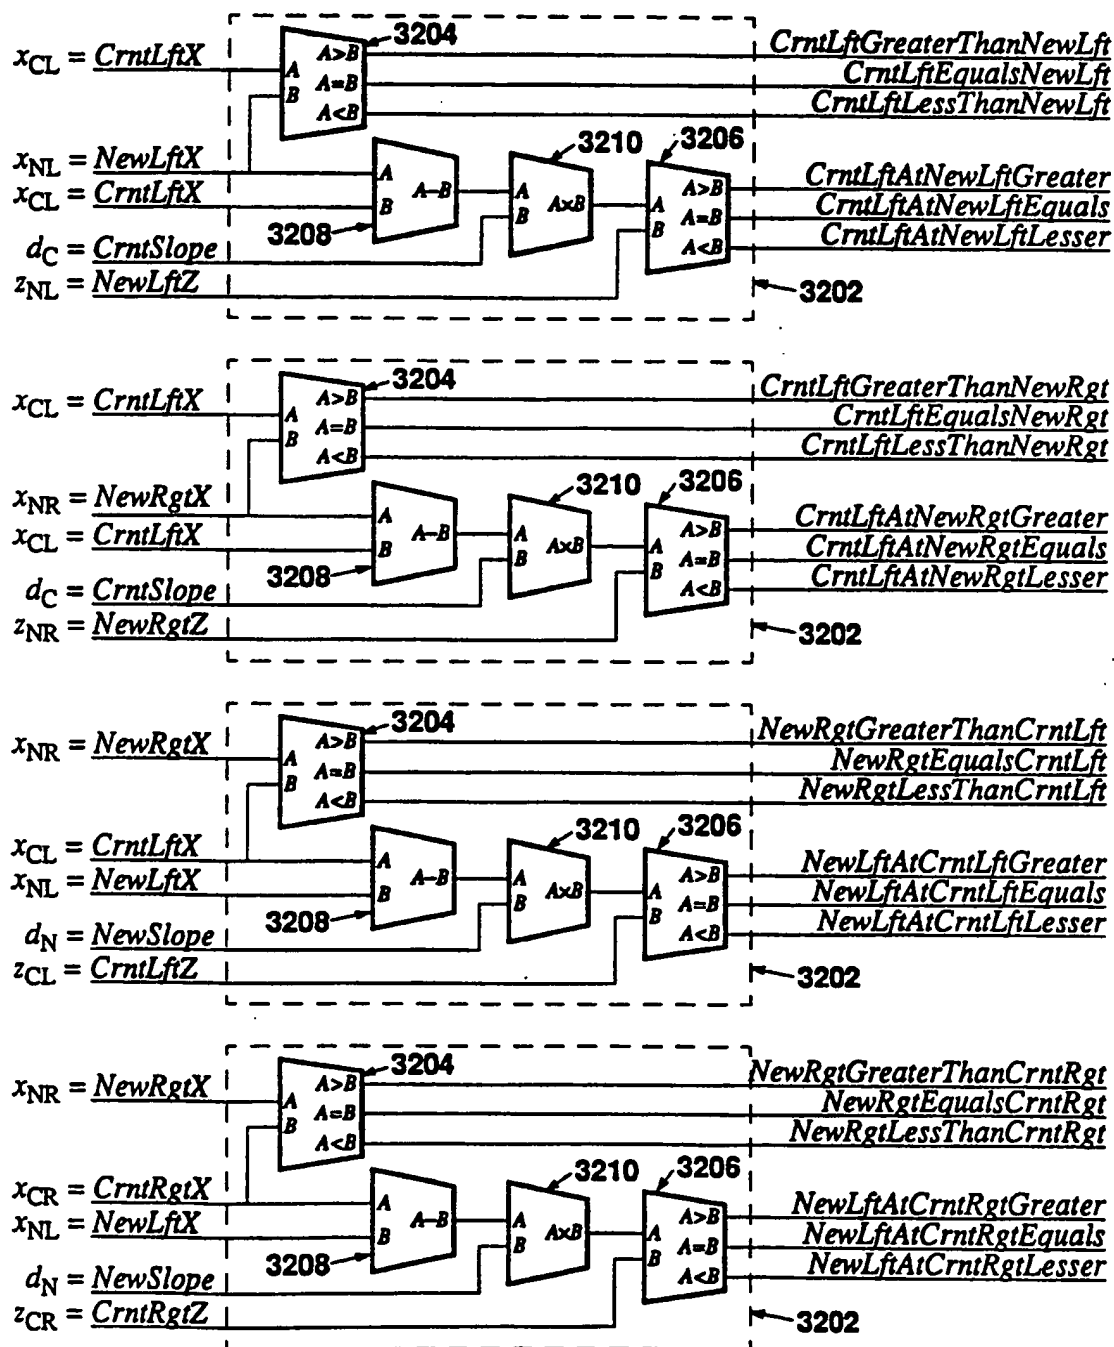 3204
x_CL = CrntLftX
A
B
A>B
A=B
A<B
CrntLftGreaterThanNewLft
CrntLftEqualsNewLft
CrntLftLessThanNewLft
x_NL = NewLftX
x_CL = CrntLftX
d_C = CrntSlope
z_NL = NewLftZ
A
B
A–B
3208
3210
A
B
A×B
3206
A
B
A>B
A=B
A<B
CrntLftAtNewLftGreater
CrntLftAtNewLftEquals
CrntLftAtNewLftLesser
3202
3204
x_CL = CrntLftX
A
B
A>B
A=B
A<B
CrntLftGreaterThanNewRgt
CrntLftEqualsNewRgt
CrntLftLessThanNewRgt
x_NR = NewRgtX
x_CL = CrntLftX
d_C = CrntSlope
z_NR = NewRgtZ
A
B
A–B
3208
3210
A
B
A×B
3206
A
B
A>B
A=B
A<B
CrntLftAtNewRgtGreater
CrntLftAtNewRgtEquals
CrntLftAtNewRgtLesser
3202
3204
x_NR = NewRgtX
A
B
A>B
A=B
A<B
NewRgtGreaterThanCrntLft
NewRgtEqualsCrntLft
NewRgtLessThanCrntLft
x_CL = CrntLftX
x_NL = NewLftX
d_N = NewSlope
z_CL = CrntLftZ
A
B
A–B
3208
3210
A
B
A×B
3206
A
B
A>B
A=B
A<B
NewLftAtCrntLftGreater
NewLftAtCrntLftEquals
NewLftAtCrntLftLesser
3202
3204
x_NR = NewRgtX
A
B
A>B
A=B
A<B
NewRgtGreaterThanCrntRgt
NewRgtEqualsCrntRgt
NewRgtLessThanCrntRgt
x_CR = CrntRgtX
x_NL = NewLftX
d_N = NewSlope
z_CR = CrntRgtZ
A
B
A–B
3208
3210
A
B
A×B
3206
A
B
A>B
A=B
A<B
NewLftAtCrntRgtGreater
NewLftAtCrntRgtEquals
NewLftAtCrntRgtLesser
3202